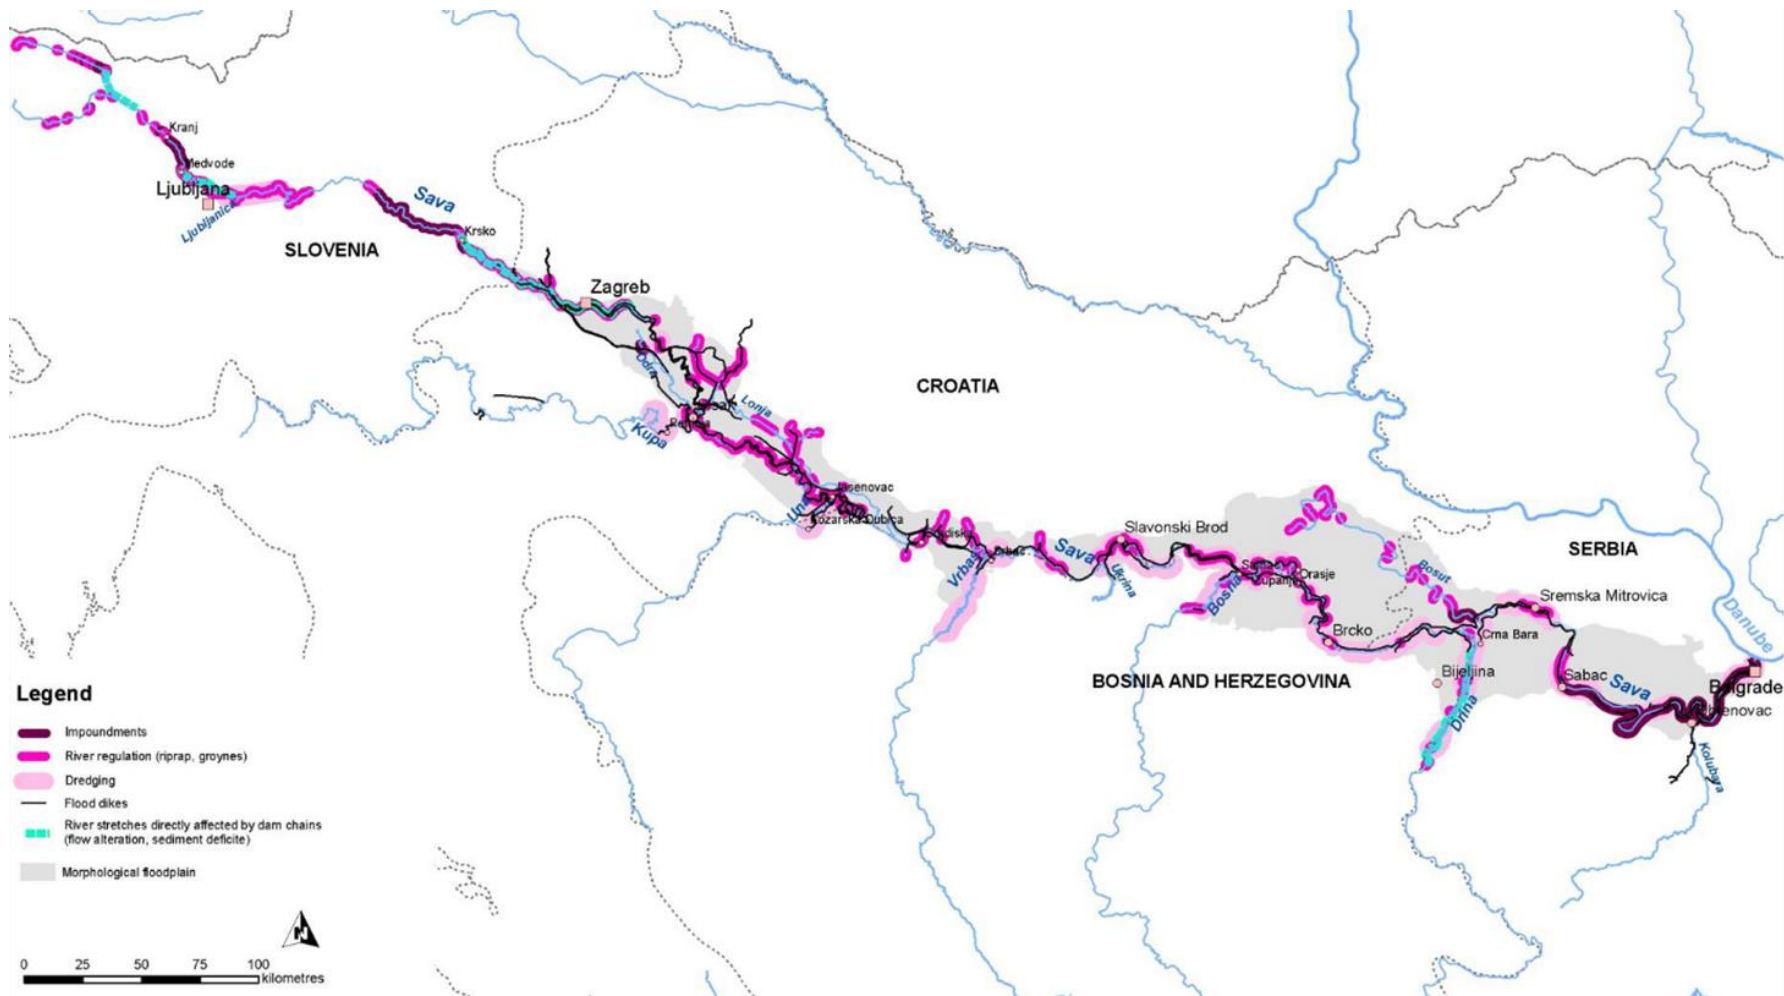 Kranj
Medvode
Ljubljana
Ljubljanica
SLOVENIA
Sava
Krsko
Zagreb
Odra
Lonja
Kupa
CROATIA
Jasenovac
Una
Kozarska Dubica
Vrbas
Sava
Ukrina
Slavonski Brod
Bosna
Orasje
Brcko
BOSNIA AND HERZEGOVINA
Bosut
SERBIA
Sremska Mitrovica
Crna Bara
Bijeljina
Drina
Sabac
Sava
Belgrade
Danube
Kolubara
Legend
Impoundments
River regulation (riprap, groynes)
Dredging
Flood dikes
River stretches directly affected by dam chains
(flow alteration, sediment deficite)
Morphological floodplain
N
0 25 50 75 100
kilometres